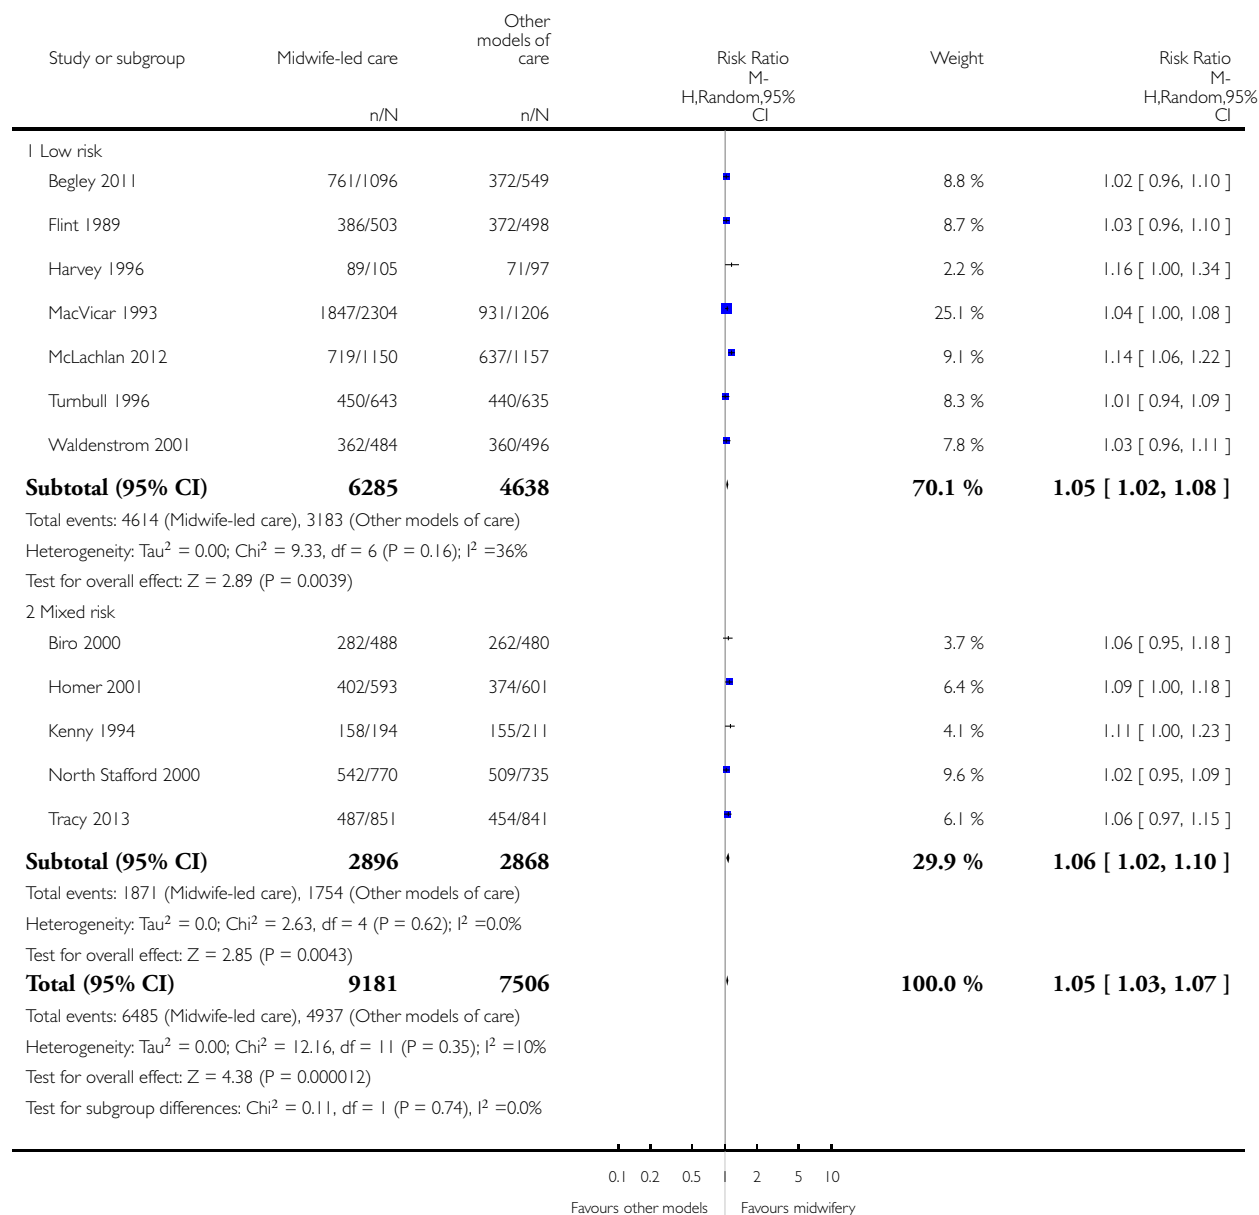 Other
models of
Study or subgroup Midwife-led care care Risk Ratio Weight Risk Ratio
M- M-
H,Random,95% H,Random,95%
n/N n/N CI CI
1 Low risk
Begley 2011 761/1096 372/549 8.8 % 1.02 [ 0.96, 1.10 ]
Flint 1989 386/503 372/498 8.7 % 1.03 [ 0.96, 1.10 ]
Harvey 1996 89/105 71/97 2.2 % 1.16 [ 1.00, 1.34 ]
MacVicar 1993 1847/2304 931/1206 25.1 % 1.04 [ 1.00, 1.08 ]
McLachlan 2012 719/1150 637/1157 9.1 % 1.14 [ 1.06, 1.22 ]
Turnbull 1996 450/643 440/635 8.3 % 1.01 [ 0.94, 1.09 ]
Waldenstrom 2001 362/484 360/496 7.8 % 1.03 [ 0.96, 1.11 ]
Subtotal (95% CI) 6285 4638 70.1 % 1.05 [ 1.02, 1.08 ]
Total events: 4614 (Midwife-led care), 3183 (Other models of care)
Heterogeneity: Tau² = 0.00; Chi² = 9.33, df = 6 (P = 0.16); I² =36%
Test for overall effect: Z = 2.89 (P = 0.0039)
2 Mixed risk
Biro 2000 282/488 262/480 3.7 % 1.06 [ 0.95, 1.18 ]
Homer 2001 402/593 374/601 6.4 % 1.09 [ 1.00, 1.18 ]
Kenny 1994 158/194 155/211 4.1 % 1.11 [ 1.00, 1.23 ]
North Stafford 2000 542/770 509/735 9.6 % 1.02 [ 0.95, 1.09 ]
Tracy 2013 487/851 454/841 6.1 % 1.06 [ 0.97, 1.15 ]
Subtotal (95% CI) 2896 2868 29.9 % 1.06 [ 1.02, 1.10 ]
Total events: 1871 (Midwife-led care), 1754 (Other models of care)
Heterogeneity: Tau² = 0.0; Chi² = 2.63, df = 4 (P = 0.62); I² =0.0%
Test for overall effect: Z = 2.85 (P = 0.0043)
Total (95% CI) 9181 7506 100.0 % 1.05 [ 1.03, 1.07 ]
Total events: 6485 (Midwife-led care), 4937 (Other models of care)
Heterogeneity: Tau² = 0.00; Chi² = 12.16, df = 11 (P = 0.35); I² =10%
Test for overall effect: Z = 4.38 (P = 0.000012)
Test for subgroup differences: Chi² = 0.11, df = 1 (P = 0.74), I² =0.0%
0.1 0.2 0.5 1 2 5 10
Favours other models Favours midwifery